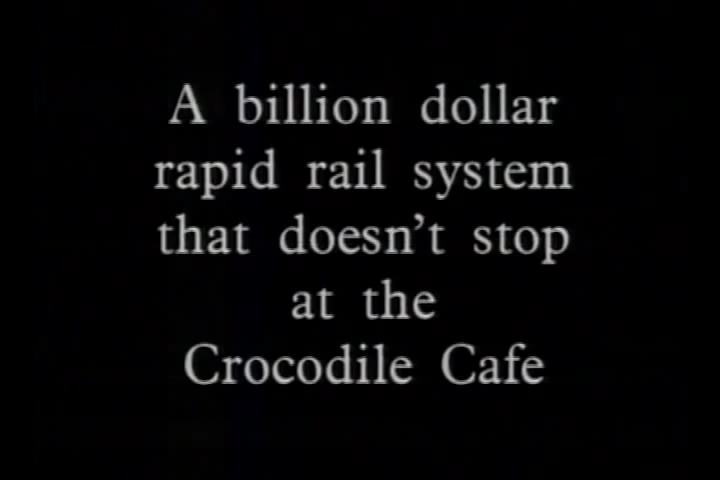 A billion dollar
rapid rail system
that doesn't stop
at the
Crocodile Cafe